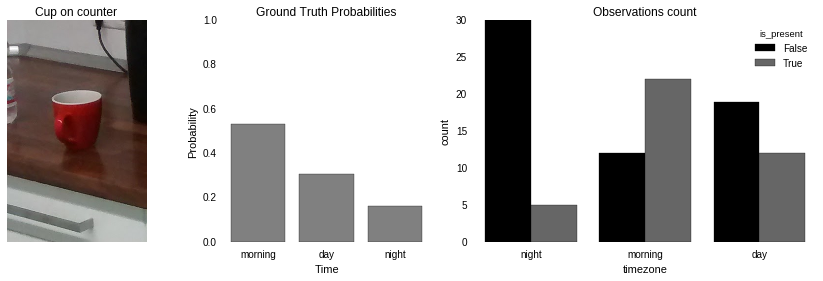 Cup on counter
Ground Truth Probabilities
Probability
1.0
0.8
0.6
0.4
0.2
0.0
morning day night
Time
Observations count
count
30
25
20
15
10
5
0
is_present
False
True
night morning day
timezone